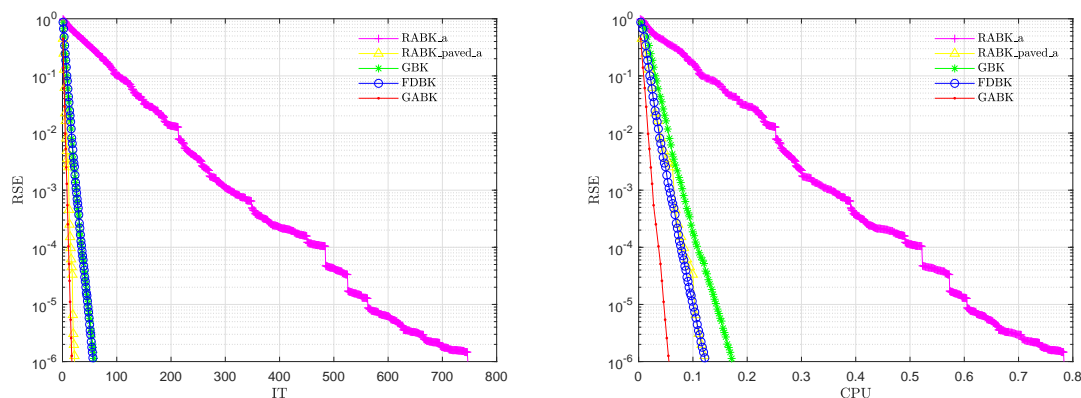 10^0
10^-1
10^-2
10^-3
10^-4
10^-5
10^-6
RSE
0 100 200 300 400 500 600 700 800
IT
RABK_a
RABK_paved_a
GBK
FDBK
GABK
10^0
10^-1
10^-2
10^-3
10^-4
10^-5
10^-6
RSE
0 0.1 0.2 0.3 0.4 0.5 0.6 0.7 0.8
CPU
RABK_a
RABK_paved_a
GBK
FDBK
GABK